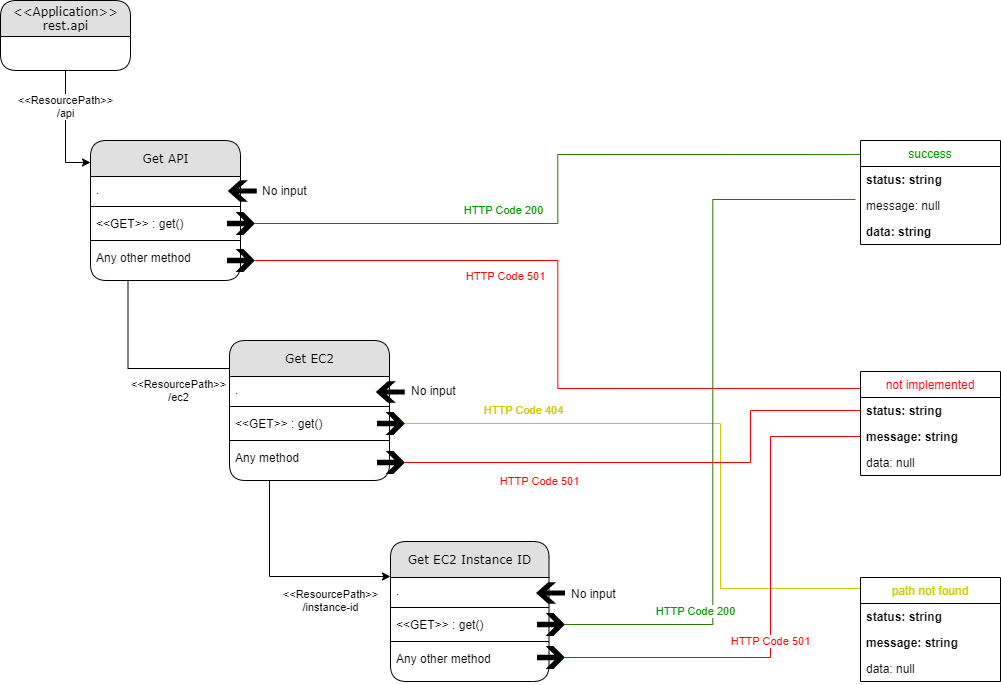 <<Application>>
rest.api
<<ResourcePath>>
/api
Get API
.
No input
<<GET>> : get()
Any other method
HTTP Code 200
HTTP Code 501
success
status: string
message: null
data: string
<<ResourcePath>>
/ec2
Get EC2
.
No input
<<GET>> : get()
Any method
HTTP Code 404
HTTP Code 501
not implemented
status: string
message: string
data: null
<<ResourcePath>>
/instance-id
Get EC2 Instance ID
.
No input
<<GET>> : get()
Any other method
HTTP Code 200
HTTP Code 501
path not found
status: string
message: string
data: null